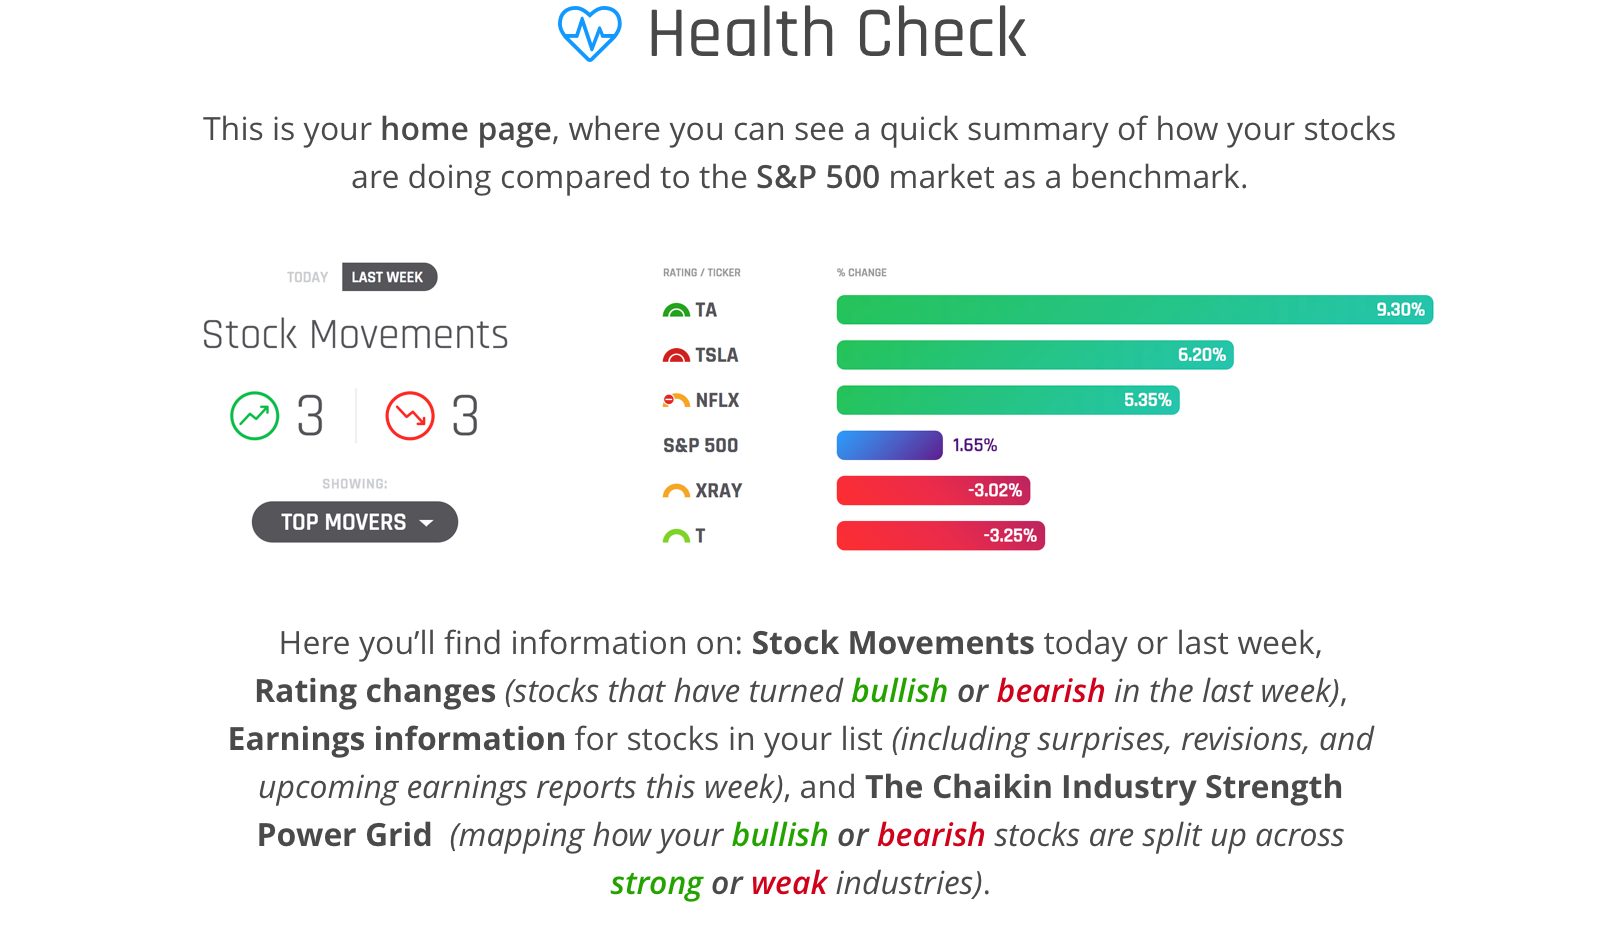 Health Check
This is your home page, where you can see a quick summary of how your stocks
are doing compared to the S&P 500 market as a benchmark.
TODAY LAST WEEK
Stock Movements
3 3
SHOWING:
TOP MOVERS
RATING / TICKER % CHANGE
TA 9.30%
TSLA 6.20%
NFLX 5.35%
S&P 500 1.65%
XRAY -3.02%
T -3.25%
Here you’ll find information on: Stock Movements today or last week,
Rating changes (stocks that have turned bullish or bearish in the last week),
Earnings information for stocks in your list (including surprises, revisions, and
upcoming earnings reports this week), and The Chaikin Industry Strength
Power Grid (mapping how your bullish or bearish stocks are split up across
strong or weak industries).